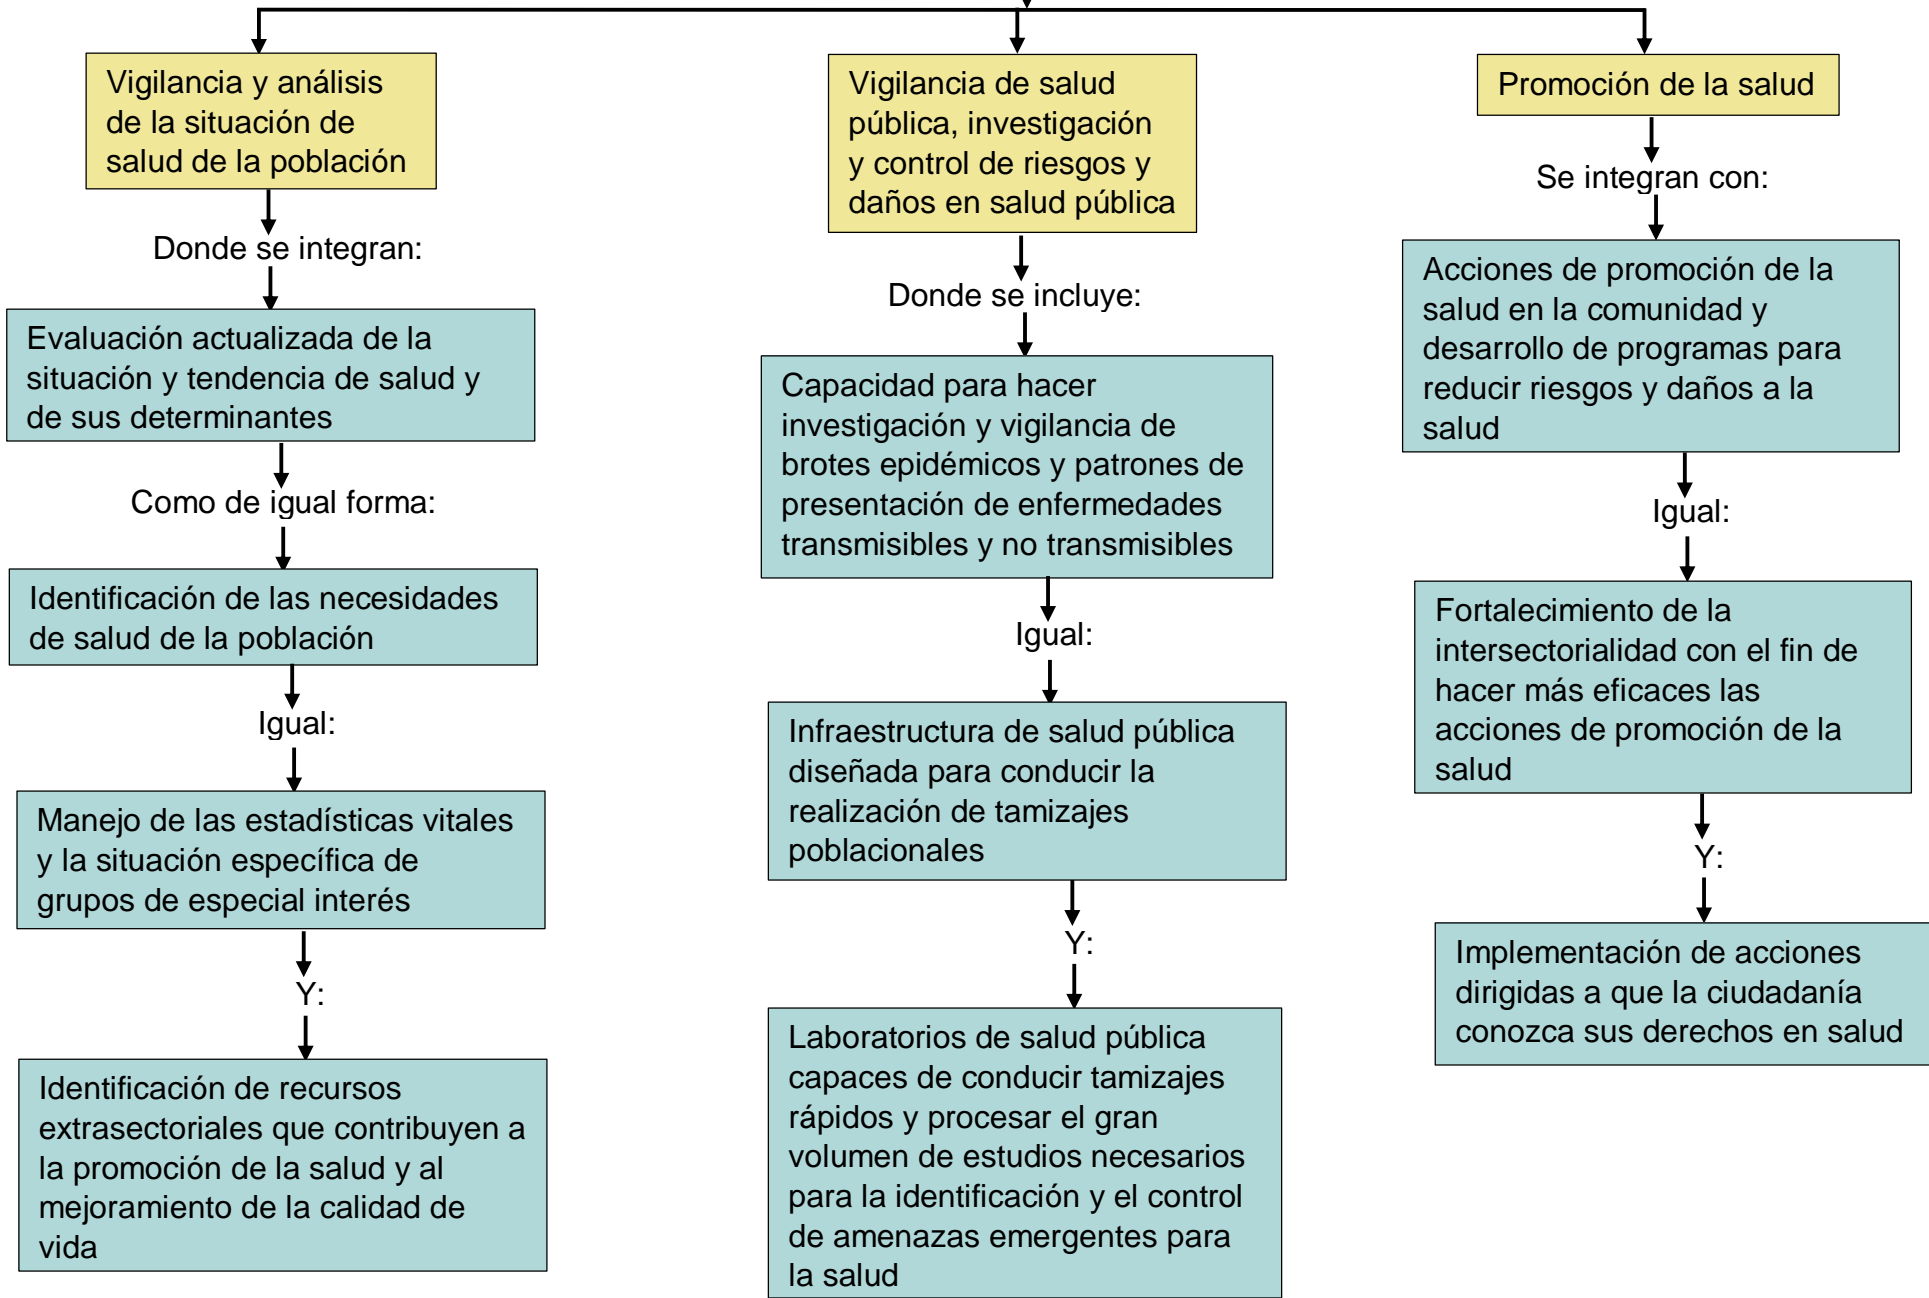 Vigilancia y análisis
de la situación de
salud de la población
Donde se integran:
Evaluación actualizada de la
situación y tendencia de salud y
de sus determinantes
Como de igual forma:
Identificación de las necesidades
de salud de la población
Igual:
Manejo de las estadísticas vitales
y la situación específica de
grupos de especial interés
Y:
Identificación de recursos
extrasectoriales que contribuyen a
la promoción de la salud y al
mejoramiento de la calidad de
vida
Vigilancia de salud
pública, investigación
y control de riesgos y
daños en salud pública
Donde se incluye:
Capacidad para hacer
investigación y vigilancia de
brotes epidémicos y patrones de
presentación de enfermedades
transmisibles y no transmisibles
Igual:
Infraestructura de salud pública
diseñada para conducir la
realización de tamizajes
poblacionales
Y:
Laboratorios de salud pública
capaces de conducir tamizajes
rápidos y procesar el gran
volumen de estudios necesarios
para la identificación y el control
de amenazas emergentes para
la salud
Promoción de la salud
Se integran con:
Acciones de promoción de la
salud en la comunidad y
desarrollo de programas para
reducir riesgos y daños a la
salud
Igual:
Fortalecimiento de la
intersectorialidad con el fin de
hacer más eficaces las
acciones de promoción de la
salud
Y:
Implementación de acciones
dirigidas a que la ciudadanía
conozca sus derechos en salud